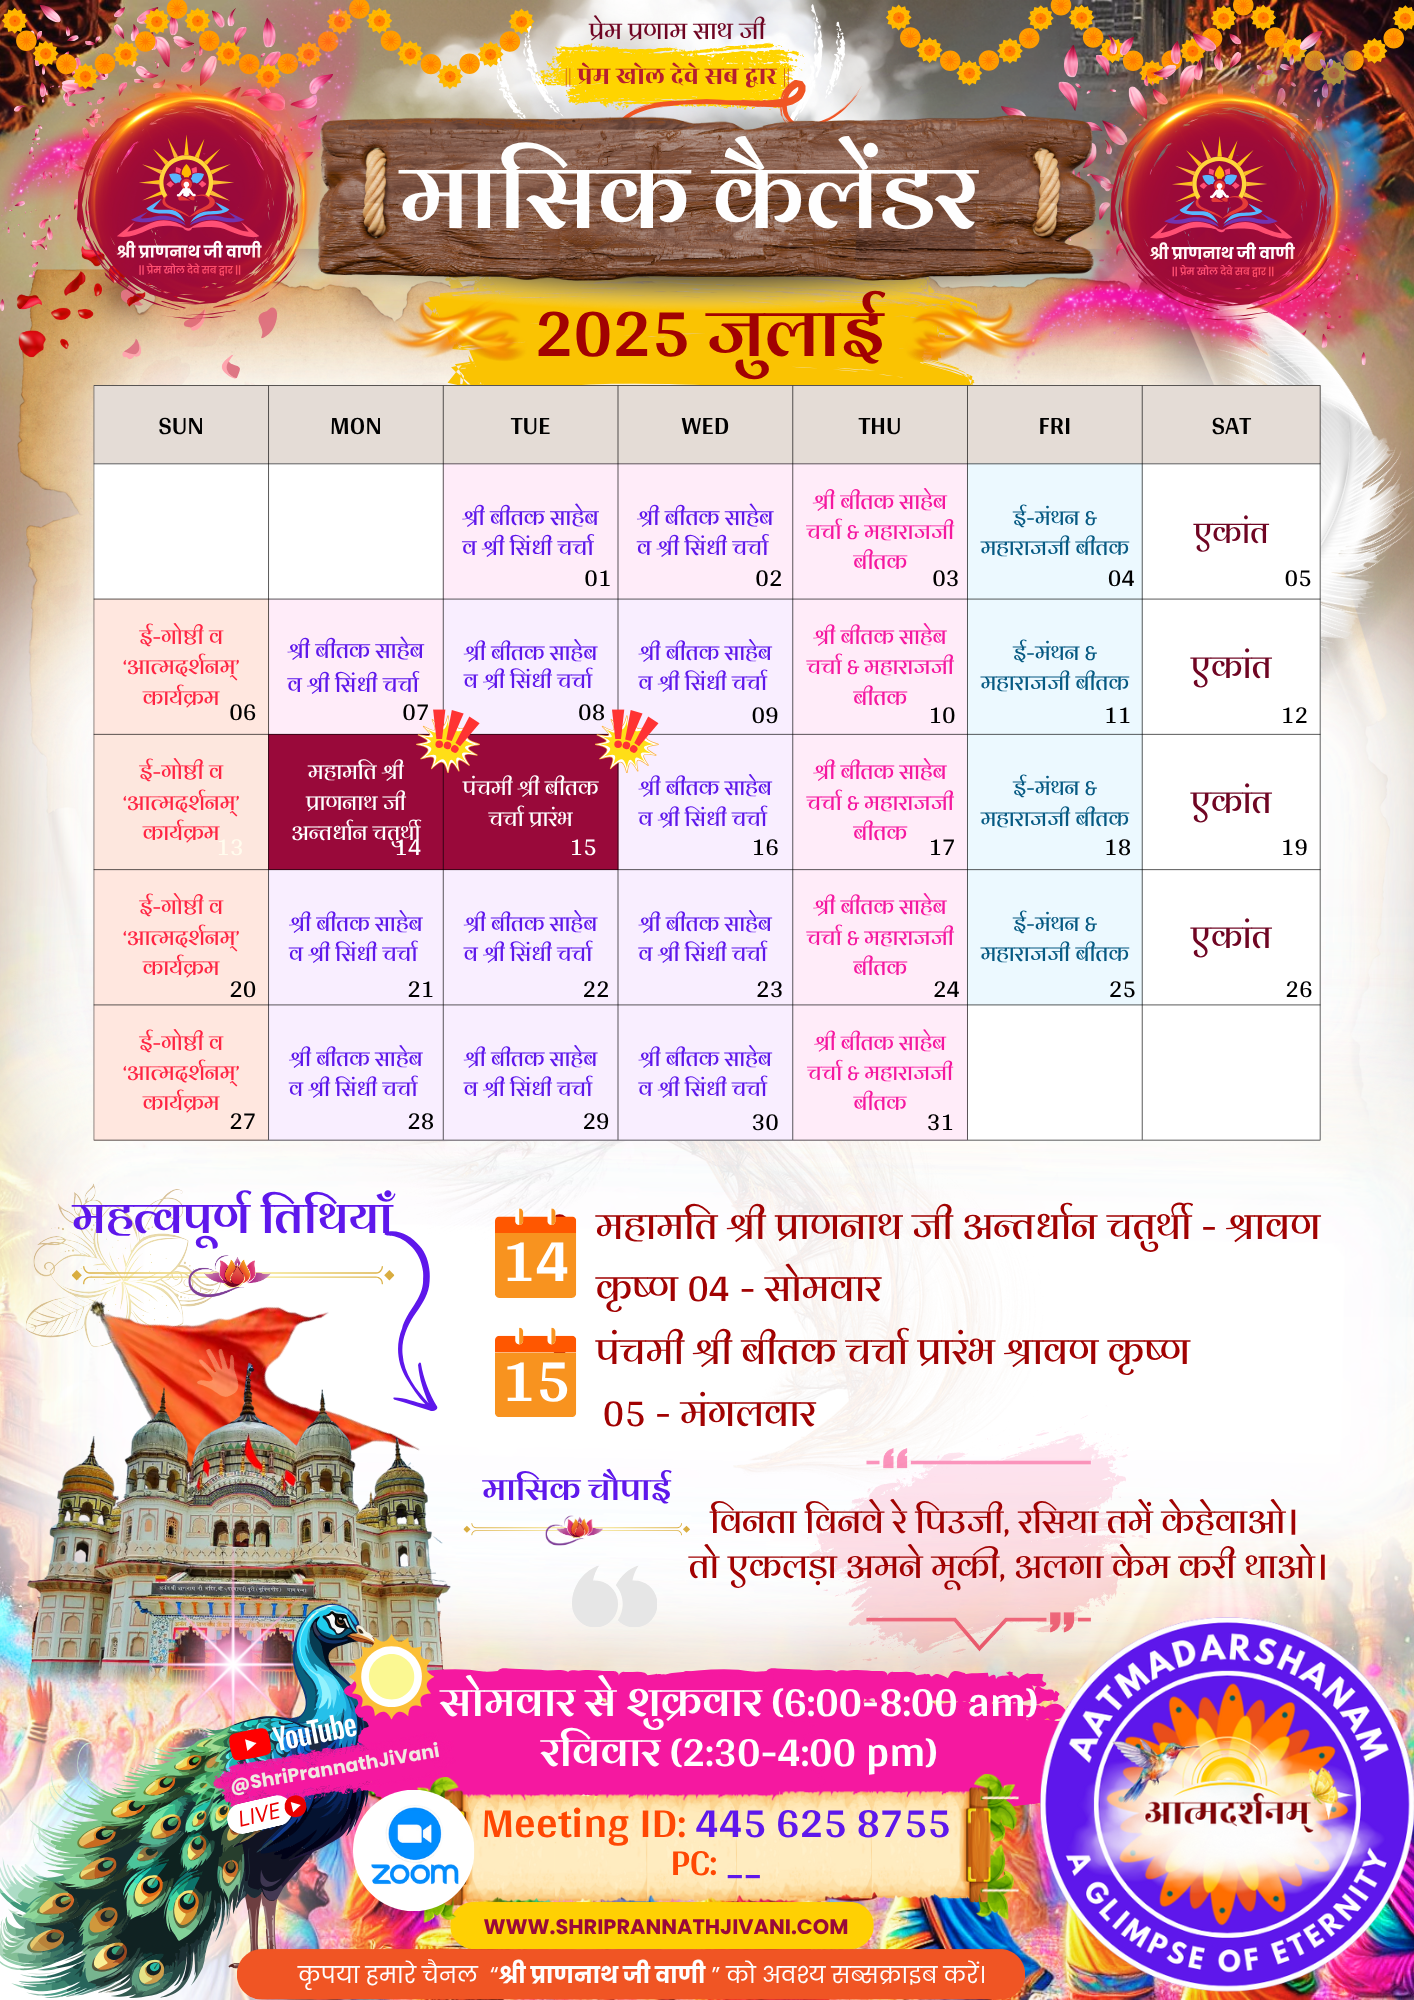 प्रेम प्रणाम साथ जी
|| प्रेम खोल देवे सब द्वार ||
मासिक कैलेंडर
श्री प्राणनाथ जी वाणी
|| प्रेम खोल देवे सब द्वार ||
श्री प्राणनाथ जी वाणी
|| प्रेम खोल देवे सब द्वार ||
2025 जुलाई
SUN MON TUE WED THU FRI SAT
श्री बीतक साहेब
व श्री सिंधी चर्चा
01
श्री बीतक साहेब
व श्री सिंधी चर्चा
02
श्री बीतक साहेब
चर्चा & महाराजजी
बीतक
03
ई-मंथन &
महाराजजी बीतक
04
एकांत
05
ई-गोष्ठी व
‘आत्मदर्शनम्’
कार्यक्रम
06
श्री बीतक साहेब
व श्री सिंधी चर्चा
07
श्री बीतक साहेब
व श्री सिंधी चर्चा
08
श्री बीतक साहेब
व श्री सिंधी चर्चा
09
श्री बीतक साहेब
चर्चा & महाराजजी
बीतक
10
ई-मंथन &
महाराजजी बीतक
11
एकांत
12
ई-गोष्ठी व
‘आत्मदर्शनम्’
कार्यक्रम
13
महामति श्री
प्राणनाथ जी
अन्तर्धान चतुर्थी
14
पंचमी श्री बीतक
चर्चा प्रारंभ
15
श्री बीतक साहेब
व श्री सिंधी चर्चा
16
श्री बीतक साहेब
चर्चा & महाराजजी
बीतक
17
ई-मंथन &
महाराजजी बीतक
18
एकांत
19
ई-गोष्ठी व
‘आत्मदर्शनम्’
कार्यक्रम
20
श्री बीतक साहेब
व श्री सिंधी चर्चा
21
श्री बीतक साहेब
व श्री सिंधी चर्चा
22
श्री बीतक साहेब
व श्री सिंधी चर्चा
23
श्री बीतक साहेब
चर्चा & महाराजजी
बीतक
24
ई-मंथन &
महाराजजी बीतक
25
एकांत
26
ई-गोष्ठी व
‘आत्मदर्शनम्’
कार्यक्रम
27
श्री बीतक साहेब
व श्री सिंधी चर्चा
28
श्री बीतक साहेब
व श्री सिंधी चर्चा
29
श्री बीतक साहेब
व श्री सिंधी चर्चा
30
श्री बीतक साहेब
चर्चा & महाराजजी
बीतक
31
महत्वपूर्ण तिथियाँ
14
महामति श्री प्राणनाथ जी अन्तर्धान चतुर्थी - श्रावण
कृष्ण 04 - सोमवार
15
पंचमी श्री बीतक चर्चा प्रारंभ श्रावण कृष्ण
05 - मंगलवार
मासिक चौपाई
विनता विनवे रे पिउजी, रसिया तमें केहेवाओ।
तो एकलड़ा अमने मूकी, अलगा केम करी थाओ।
सोमवार से शुक्रवार (6:00-8:00 am)
रविवार (2:30-4:00 pm)
YouTube
@ShriPrannathJiVani
LIVE
zoom
Meeting ID: 445 625 8755
PC: _ _
WWW.SHRIPRANNATHJIVANI.COM
कृपया हमारे चैनल “श्री प्राणनाथ जी वाणी ” को अवश्य सब्सक्राइब करें।
AATMADARSHANAM
आत्मदर्शनम्
A GLIMPSE OF ETERNITY